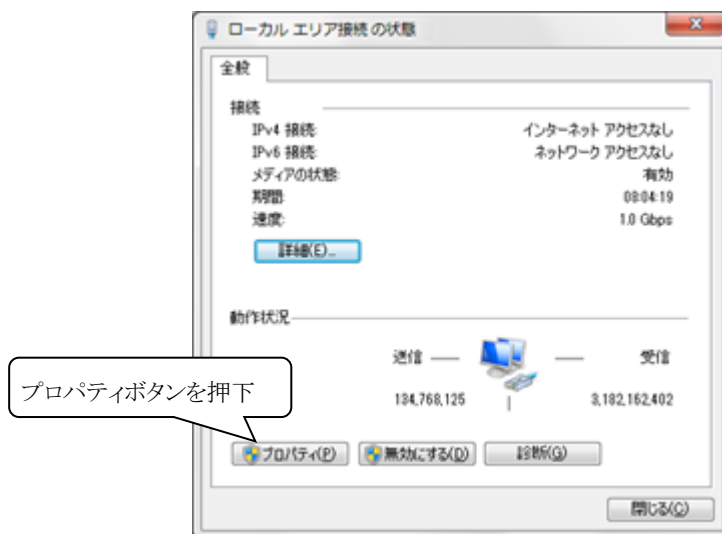 ローカル エリア接続 の状態
全般
接続
IPv4 接続: インターネット アクセスなし
IPv6 接続: ネットワーク アクセスなし
メディアの状態: 有効
期間: 08:04:19
速度: 1.0 Gbps
詳細(E)...
動作状況
送信 受信
134,768,125 3,182,162,402
プロパティボタンを押下
プロパティ(P) 無効にする(D) 診断(G)
閉じる(C)